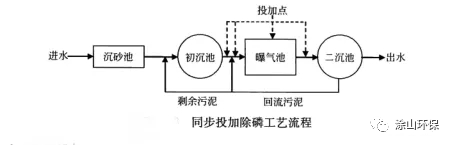 投加点
进水
沉砂池
初沉池
曝气池
二沉池
出水
剩余污泥
回流污泥
同步投加除磷工艺流程
涂山环保